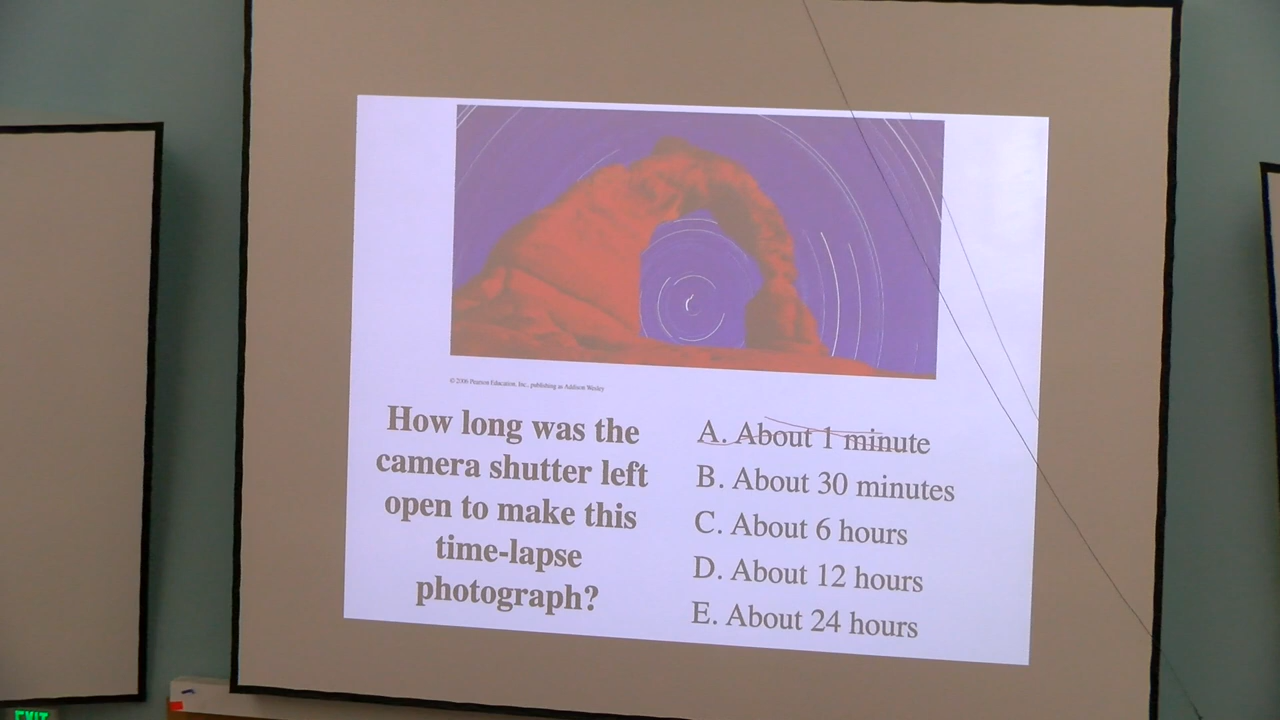 © 2006 Pearson Education, Inc., publishing as Addison Wesley
How long was the
camera shutter left
open to make this
time-lapse
photograph?
A. About 1 minute
B. About 30 minutes
C. About 6 hours
D. About 12 hours
E. About 24 hours
EXIT